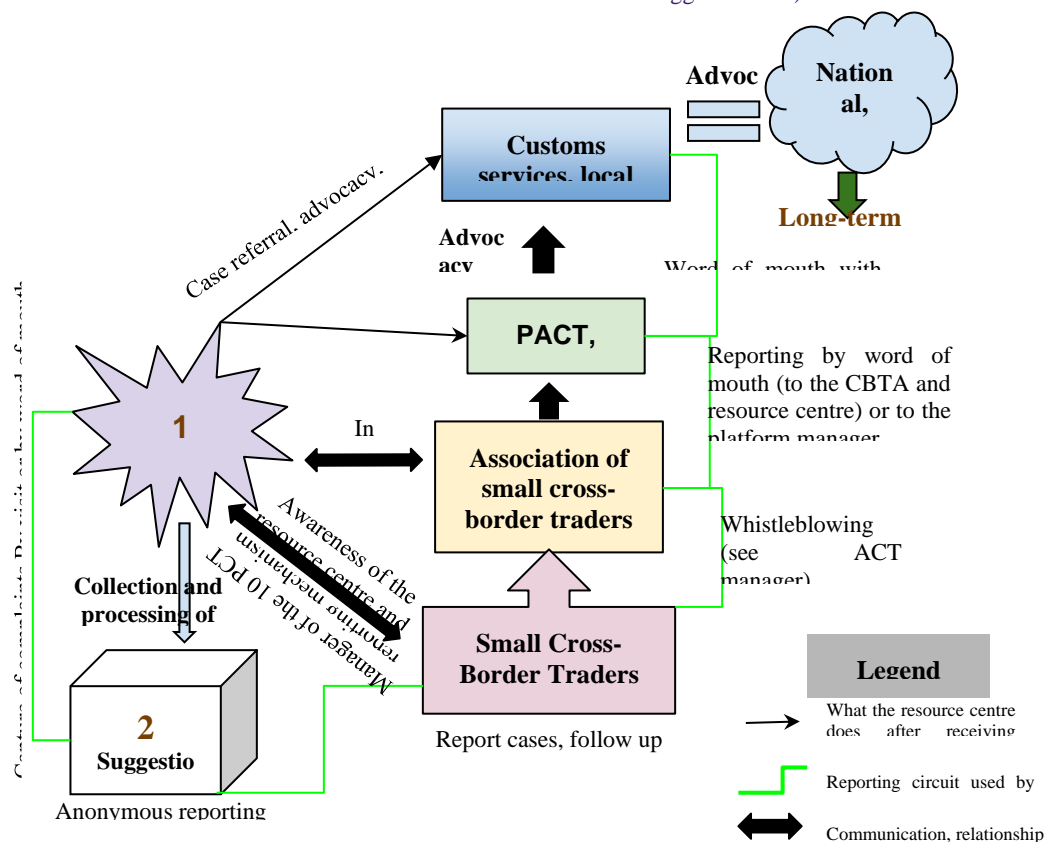 Advoc
Nation
al,
Customs
services, local
Long-term
Case referral, advocacy,
Advoc
acy
Word of mouth with
PACT,
Reporting by word of
mouth (to the CBTA and
resource centre) or to the
platform manager
1
In
Association of
small cross-
border traders
Awareness of the
resource centre and
reporting mechanism
Manager of the 10 PCT
Whistleblowing
(see ACT
manager)
Collection and
processing of
Small Cross-
Border Traders
2
Suggestio
Report cases, follow up
Anonymous reporting
Legend
What the resource centre
does after receiving
Reporting circuit used by
Communication, relationship